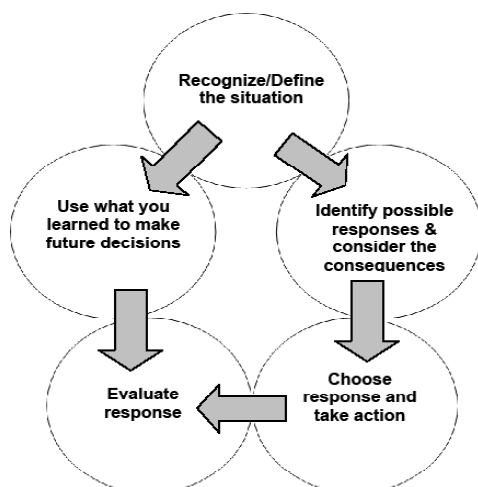 Recognize/Define
the situation
Use what you
learned to make
future decisions
Identify possible
responses &
consider the
consequences
Evaluate
response
Choose
response and
take action